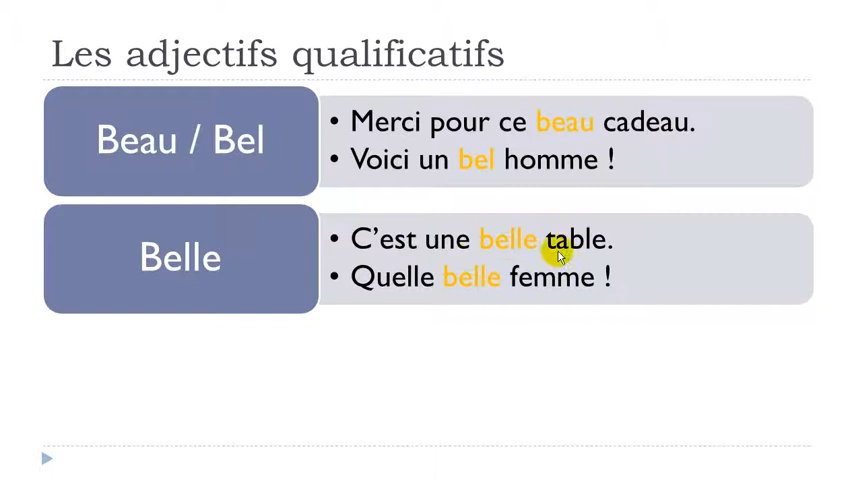 Les adjectifs qualificatifs
Beau / Bel
• Merci pour ce beau cadeau.
• Voici un bel homme !
Belle
• C’est une belle table.
• Quelle belle femme !